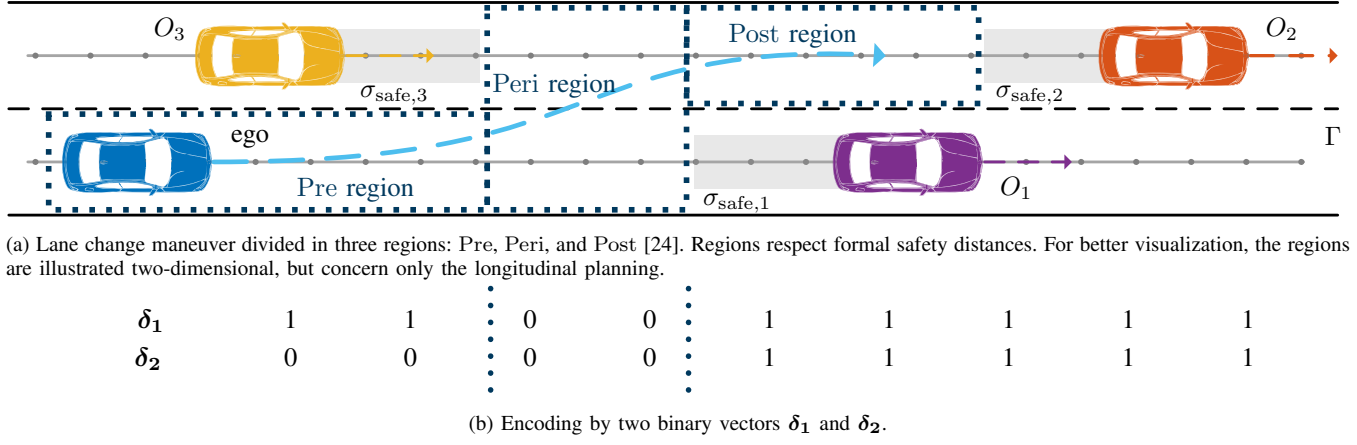 O3
Post region
O2
Peri region
σsafe,3
σsafe,2
ego
Γ
Pre region
O1
σsafe,1
(a) Lane change maneuver divided in three regions: Pre, Peri, and Post [24]. Regions respect formal safety distances. For better visualization, the regions
are illustrated two-dimensional, but concern only the longitudinal planning.
δ1 1 1 0 0 1 1 1 1 1
δ2 0 0 0 0 1 1 1 1 1
(b) Encoding by two binary vectors δ1 and δ2.